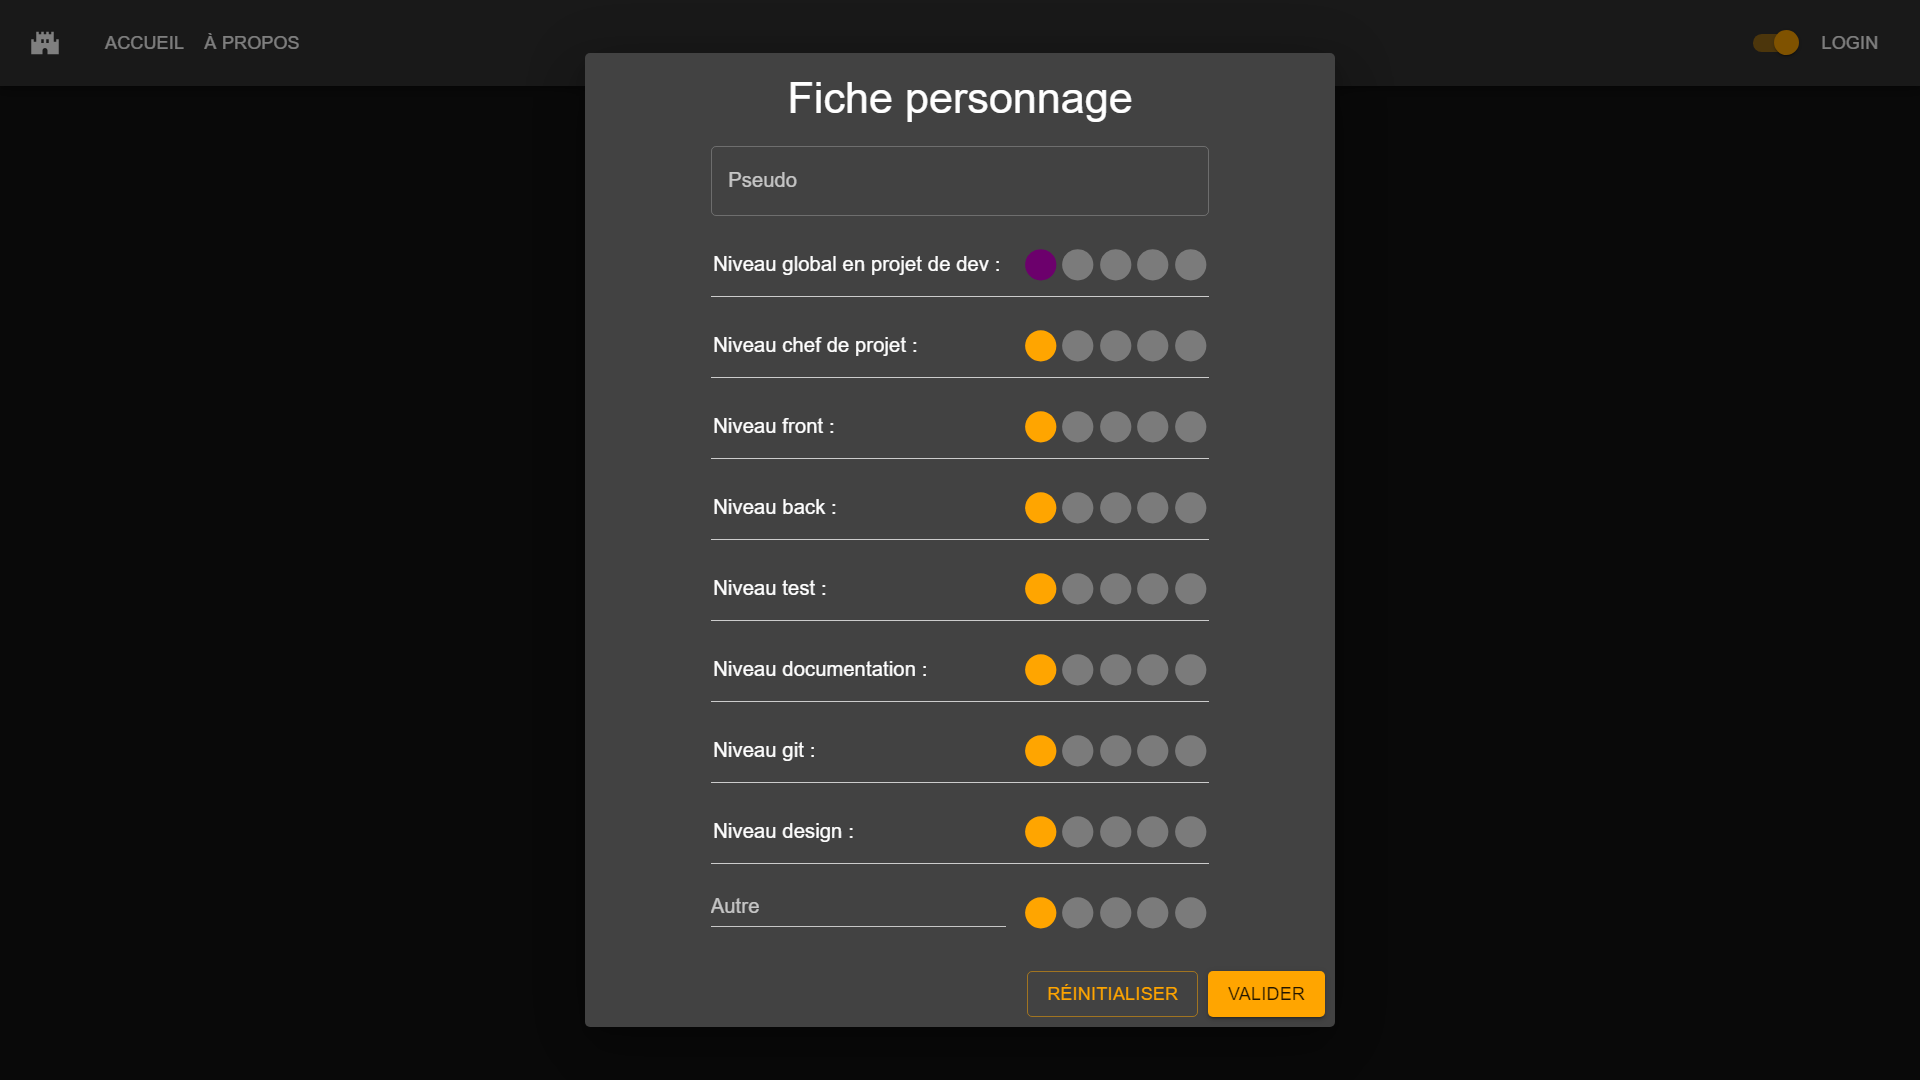 ACCUEIL À PROPOS LOGIN
Fiche personnage
Pseudo
Niveau global en projet de dev :
Niveau chef de projet :
Niveau front :
Niveau back :
Niveau test :
Niveau documentation :
Niveau git :
Niveau design :
Autre
RÉINITIALISER VALIDER